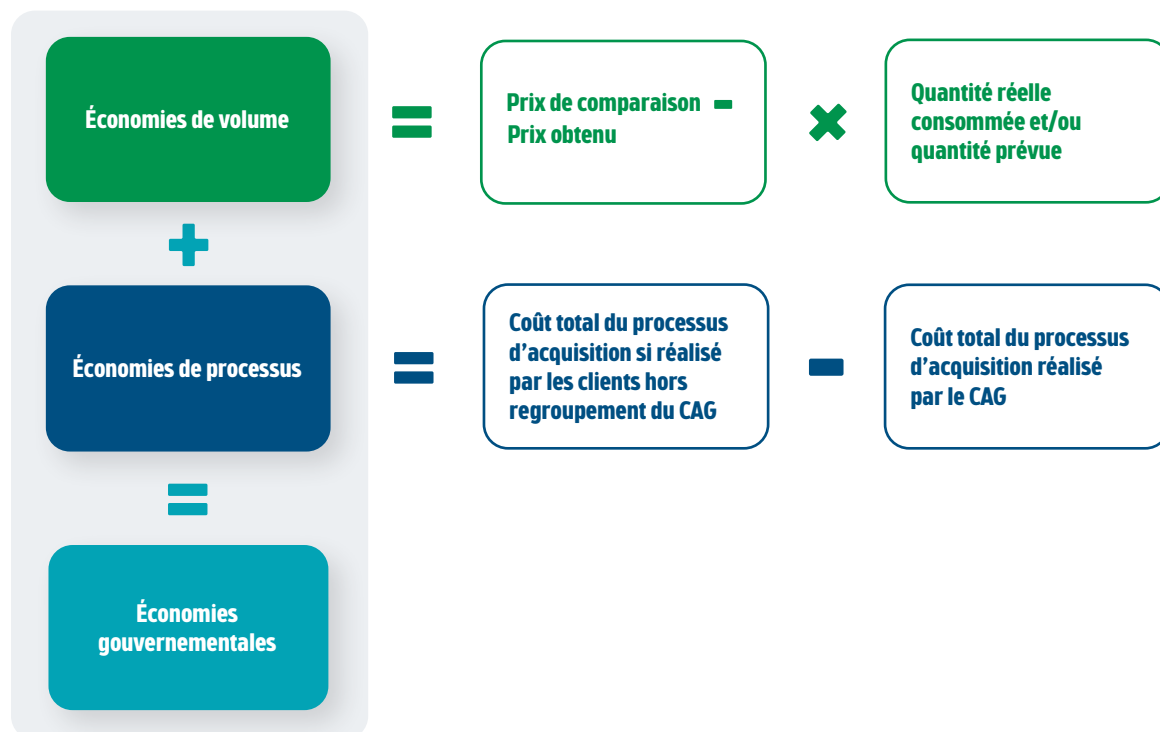 Économies de volume
=
Prix de comparaison -
Prix obtenu
×
Quantité réelle
consommée et/ou
quantité prévue
+
Économies de processus
=
Coût total du processus
d'acquisition si réalisé
par les clients hors
regroupement du CAG
-
Coût total du processus
d'acquisition réalisé
par le CAG
=
Économies
gouvernementales